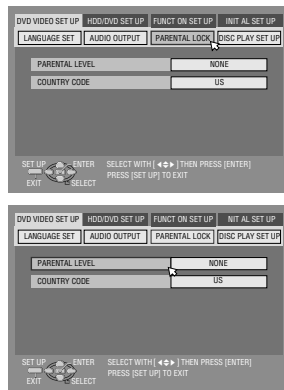 DVD VIDEO SET UP HDD/DVD SET UP FUNCT ON SET UP INIT AL SET UP
LANGUAGE SET AUDIO OUTPUT PARENTAL LOCK DISC PLAY SET UP
PARENTAL LEVEL NONE
COUNTRY CODE US
SET UP ENTER SELECT WITH [ ] THEN PRESS [ENTER]
EXIT SELECT PRESS [SET UP] TO EXIT
DVD VIDEO SET UP HDD/DVD SET UP FUNCT ON SET UP NIT AL SET UP
LANGUAGE SET AUDIO OUTPUT PARENTAL LOCK DISC PLAY SET UP
PARENTAL LEVEL NONE
COUNTRY CODE US
SET UP ENTER SELECT WITH [ ] THEN PRESS [ENTER]
EXIT SELECT PRESS [SET UP] TO EXIT